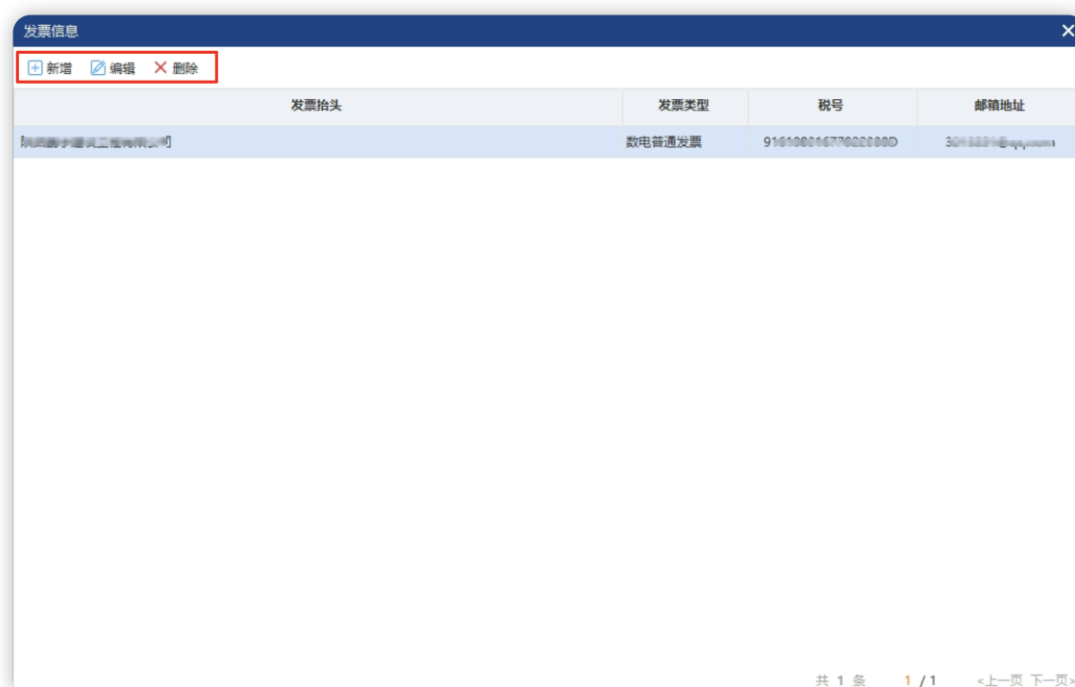 发票信息
新增 编辑 删除
发票抬头 发票类型 税号 邮箱地址
数电普通发票
共 1 条 1 / 1 <上一页 下一页>